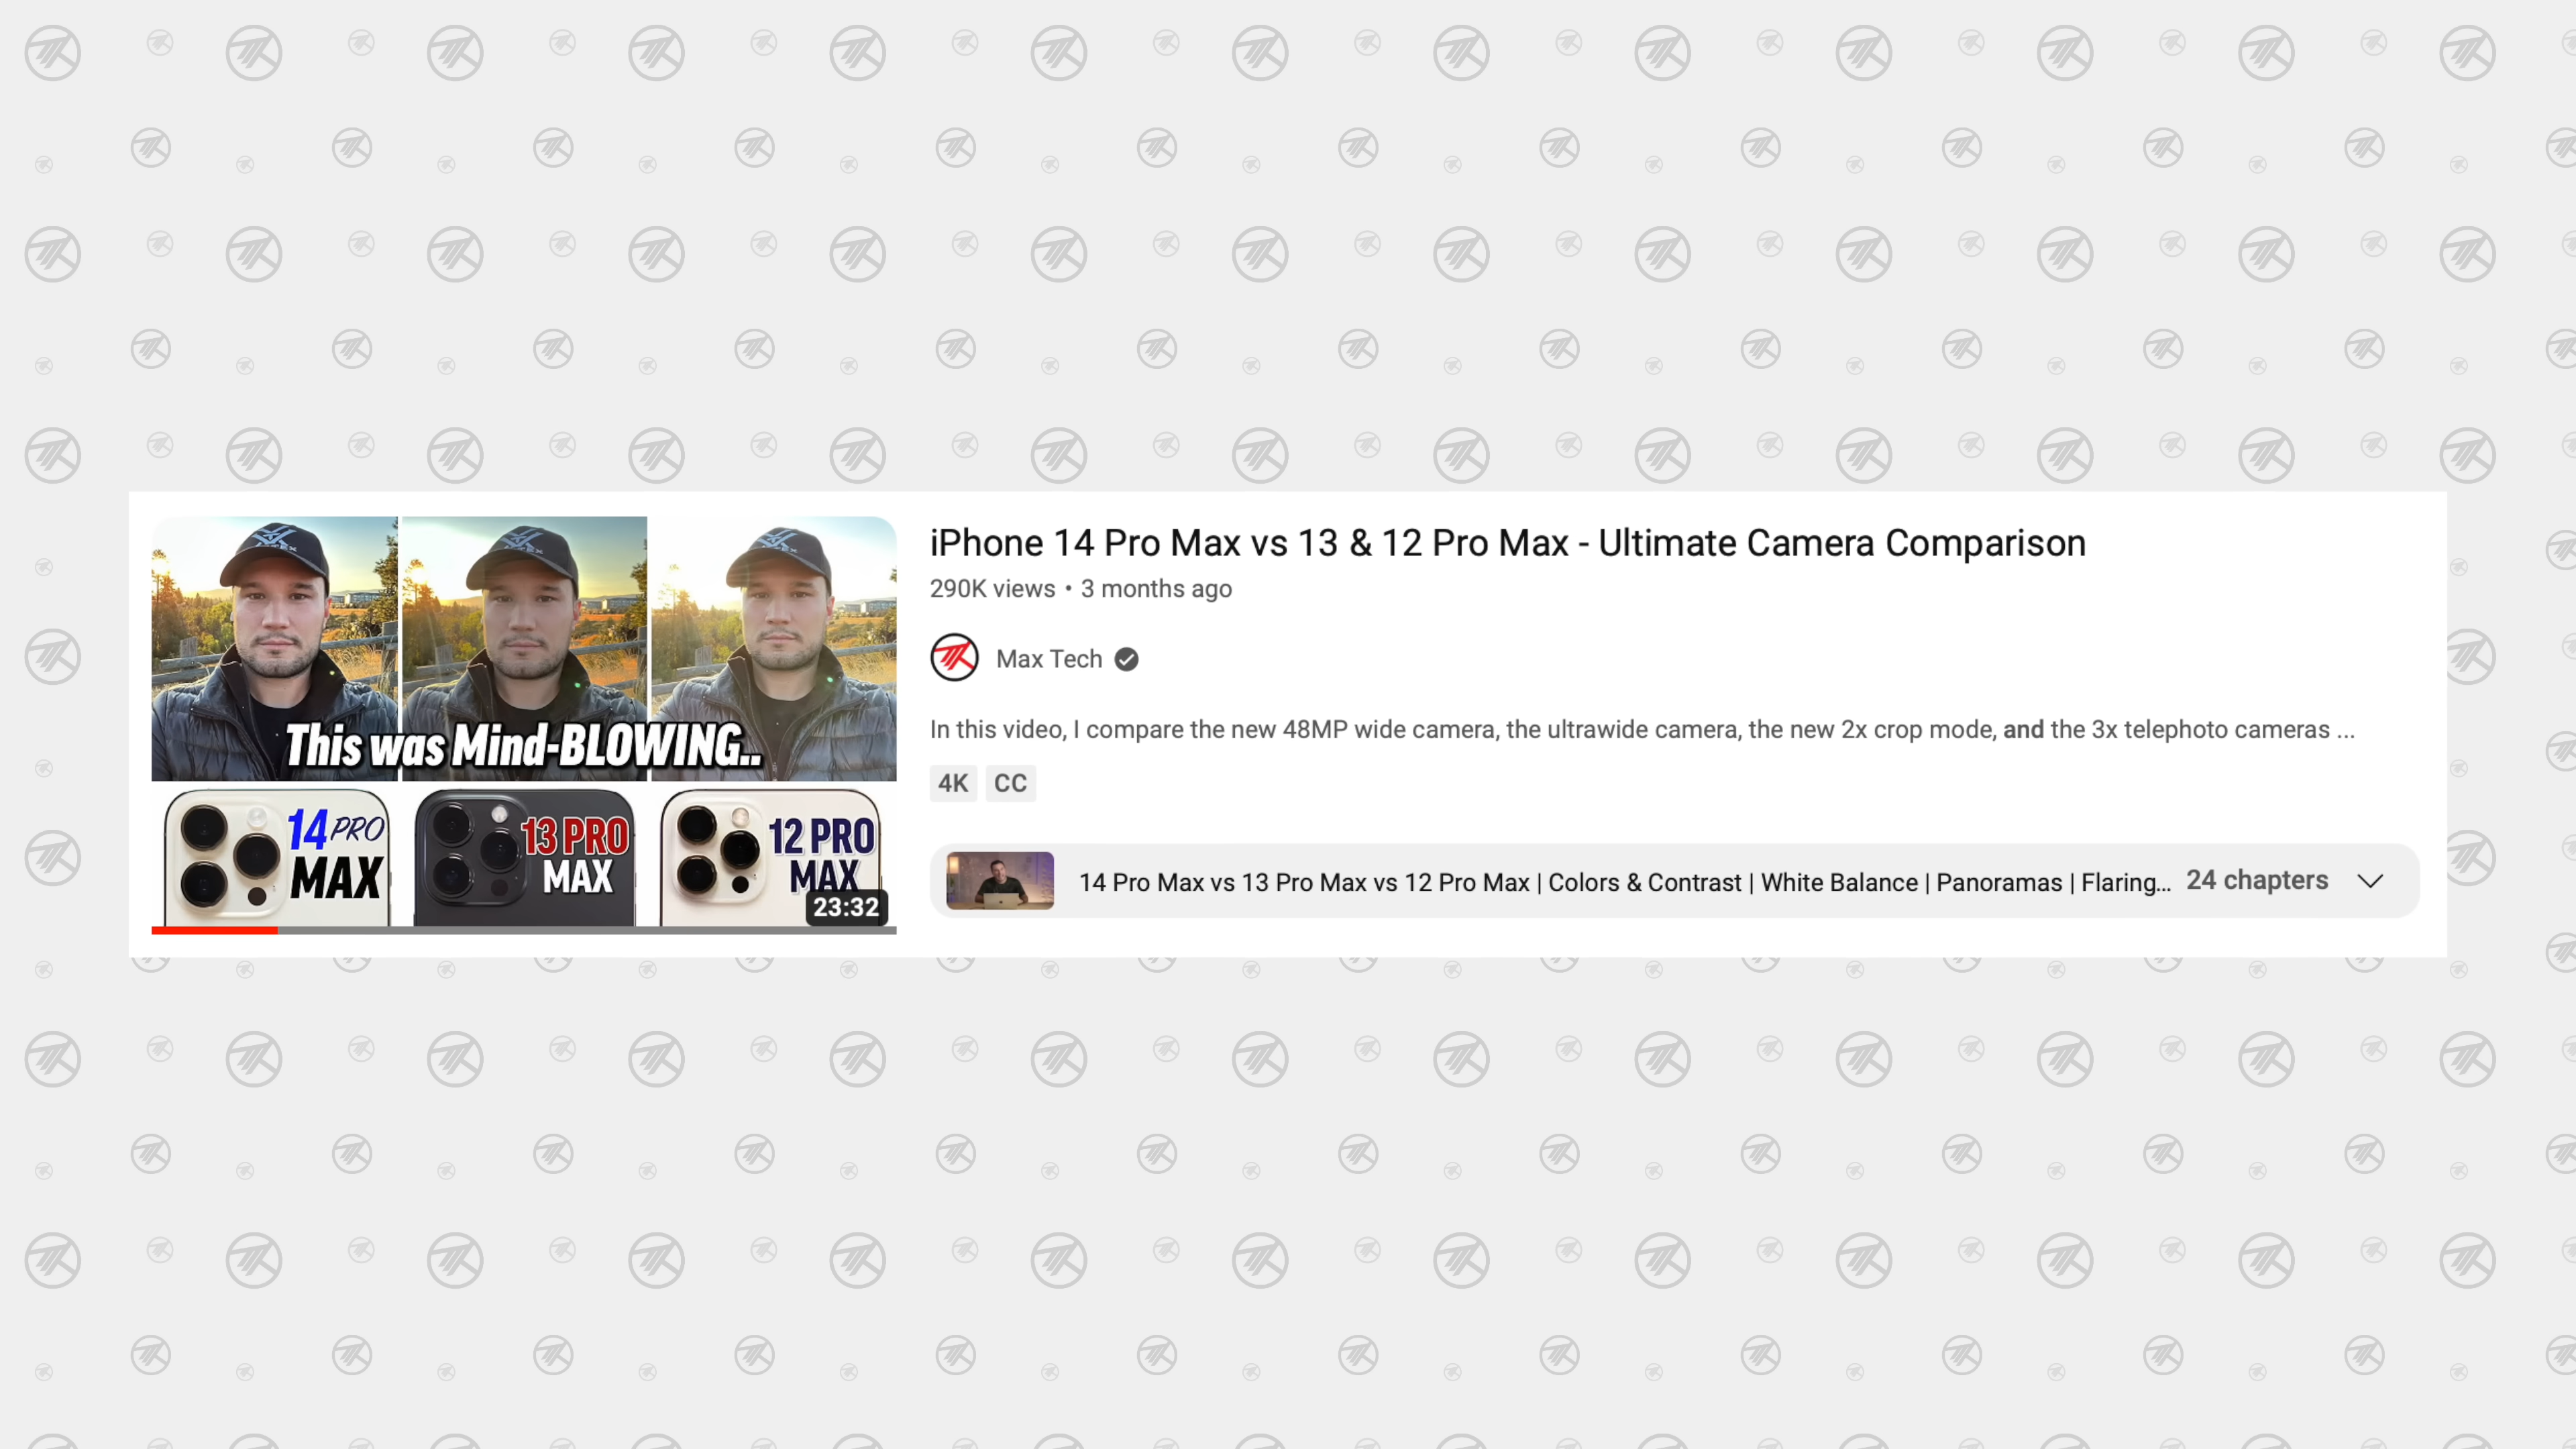 This was Mind-BLOWING..
14 PRO
MAX
13 PRO
MAX
12 PRO
MAX
23:32
iPhone 14 Pro Max vs 13 & 12 Pro Max - Ultimate Camera Comparison
290K views • 3 months ago
Max Tech
In this video, I compare the new 48MP wide camera, the ultrawide camera, the new 2x crop mode, and the 3x telephoto cameras ...
4K CC
14 Pro Max vs 13 Pro Max vs 12 Pro Max | Colors & Contrast | White Balance | Panoramas | Flaring... 24 chapters